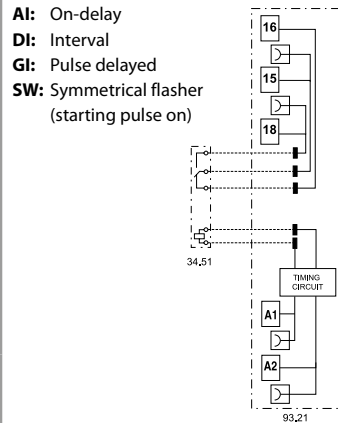 AI: On-delay
DI: Interval
GI: Pulse delayed
SW: Symmetrical flasher
(starting pulse on)
16
15
18
34.51
TIMING
CIRCUIT
A1
A2
93.21